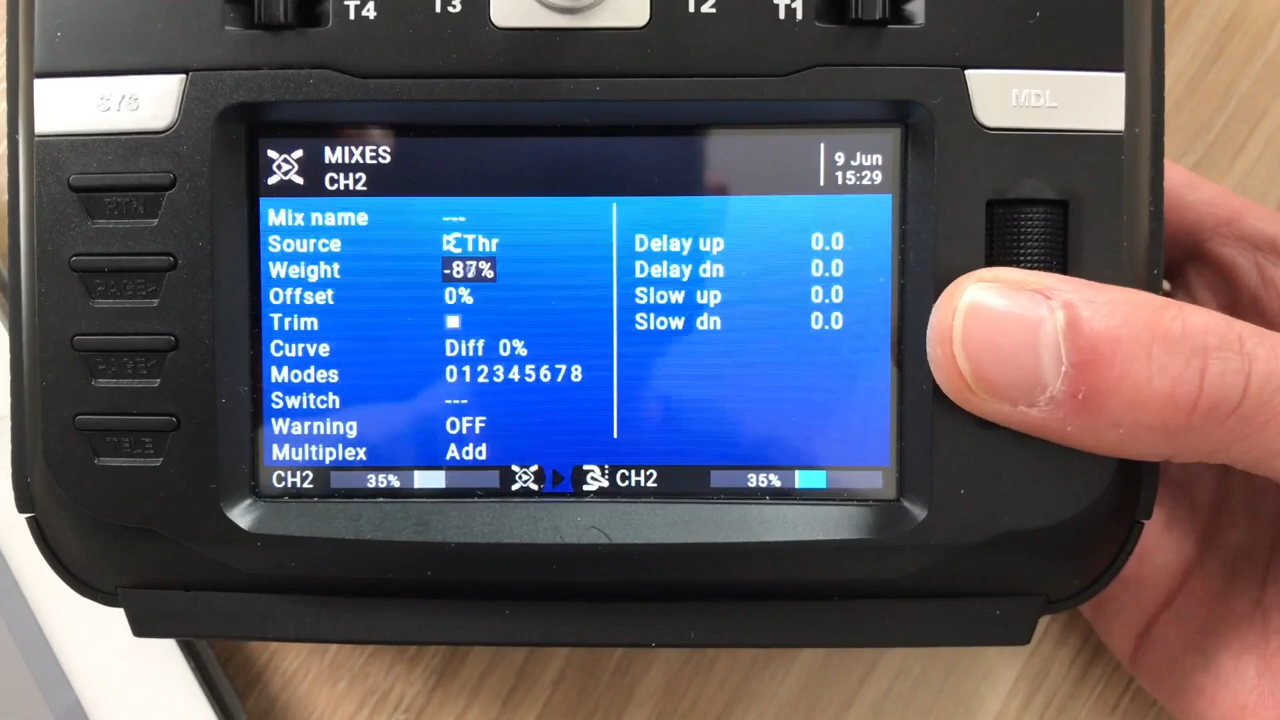 T4
T3
T2
T1
SYS
MDL
RTN
PAGE>
PAGE<
TELE
MIXES
CH2
9 Jun
15:29
Mix name ---
Source Thr
Weight
Offset 0%
Trim
Curve Diff 0%
Modes 012345678
Switch ---
Warning OFF
Multiplex Add
Delay up 0.0
Delay dn 0.0
Slow up 0.0
Slow dn 0.0
CH2 35% CH2 35%